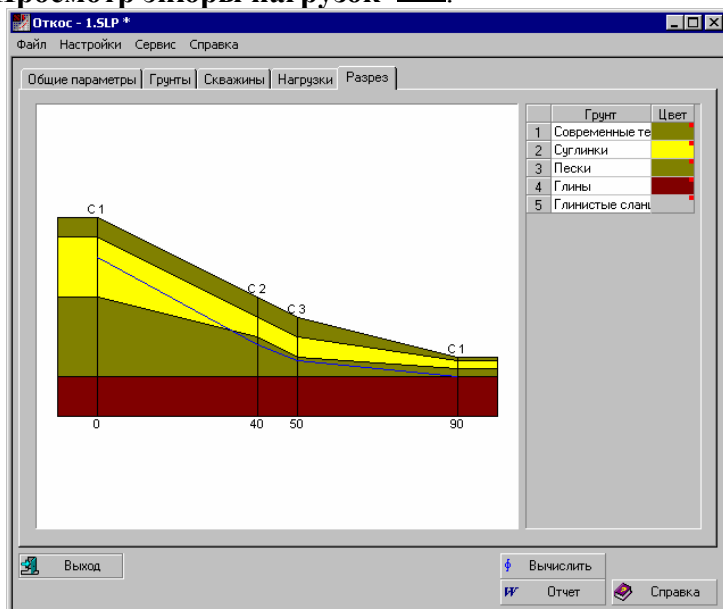 Просмотр эпюры нагрузок
Откос - 1.SLP *
Файл Настройки Сервис Справка
Общие параметры Грунты Скважины Нагрузки Разрез
Грунт Цвет
1 Современные те
2 Суглинки
3 Пески
4 Глины
5 Глинистые слан
С 1
С 2
С 3
С 1
0 40 50 90
Выход
Вычислить
Отчет
Справка